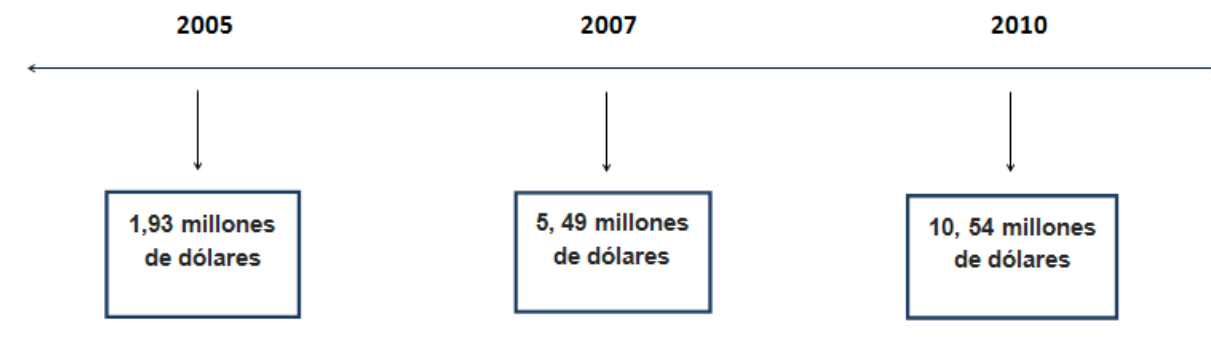 2005
2007
2010
1,93 millones
de dólares
5, 49 millones
de dólares
10, 54 millones
de dólares